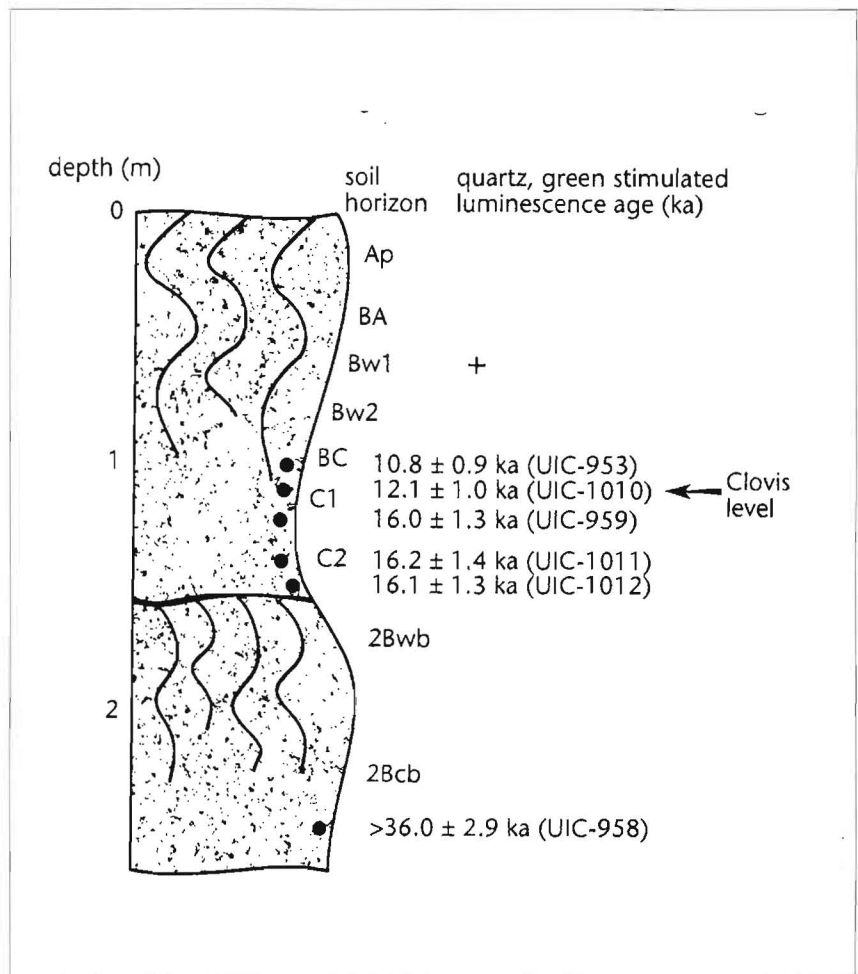 depth (m)
soil
horizon
quartz, green stimulated
luminescence age (ka)
0
Ap
BA
Bw1
+
Bw2
1
BC
10.8 ± 0.9 ka (UIC-953)
12.1 ± 1.0 ka (UIC-1010)
Clovis
level
C1
16.0 ± 1.3 ka (UIC-959)
C2
16.2 ± 1.4 ka (UIC-1011)
16.1 ± 1.3 ka (UIC-1012)
2Bwb
2
2Bcb
>36.0 ± 2.9 ka (UIC-958)